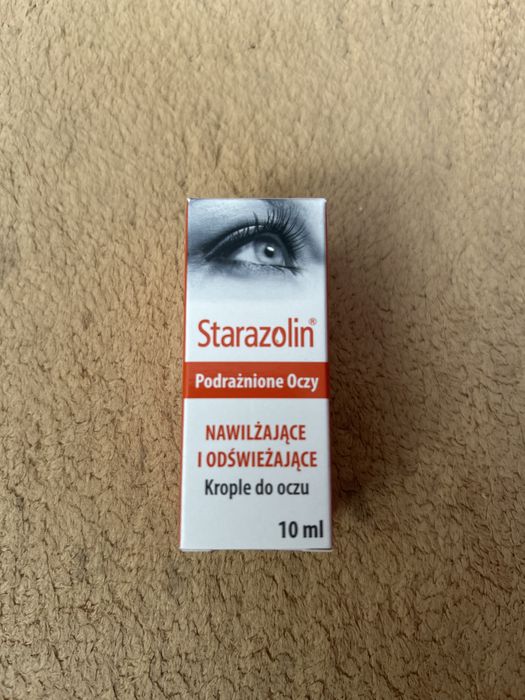 Starazolin®
Podrażnione Oczy
NAWILŻAJĄCE
I ODŚWIEŻAJĄCE
Krople do oczu
10 ml